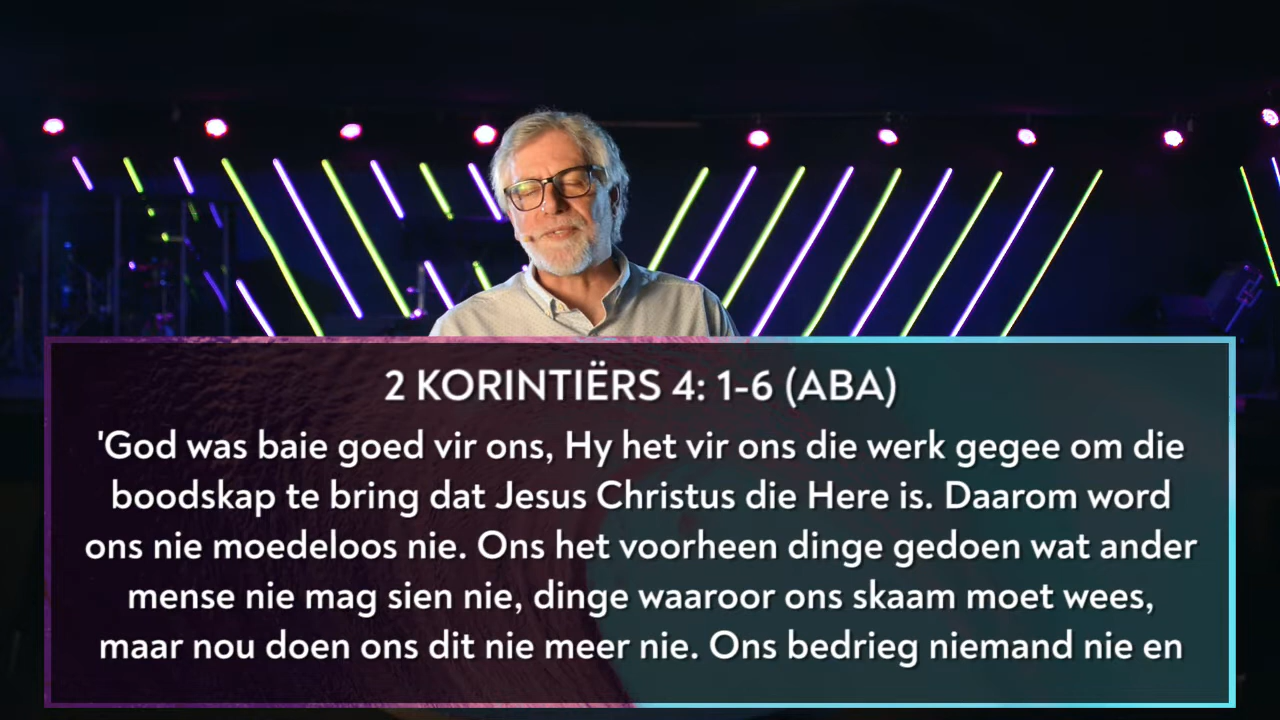 2 KORINTIËRS 4: 1-6 (ABA)
'God was baie goed vir ons, Hy het vir ons die werk gegee om die
boodskap te bring dat Jesus Christus die Here is. Daarom word
ons nie moedeloos nie. Ons het voorheen dinge gedoen wat ander
mense nie mag sien nie, dinge waaroor ons skaam moet wees,
maar nou doen ons dit nie meer nie. Ons bedrieg niemand nie en